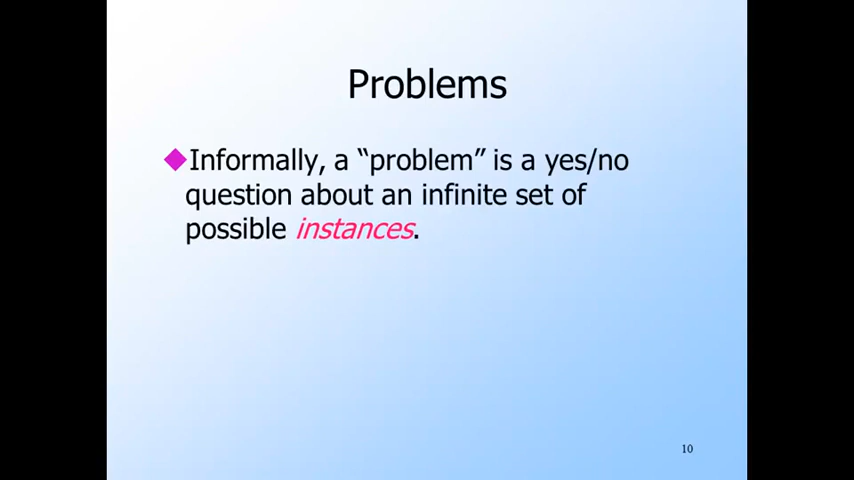 Problems
Informally, a “problem” is a yes/no
question about an infinite set of
possible instances.
10